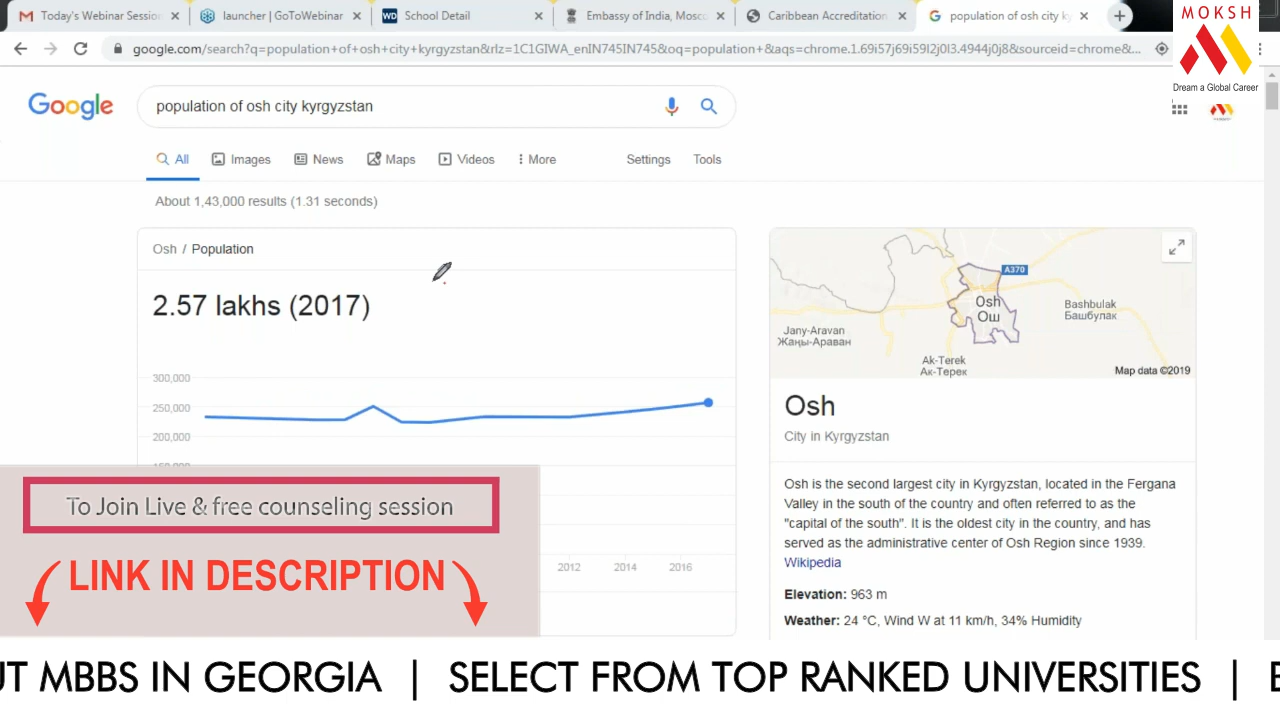 Today's Webinar Session
launcher | GoToWebinar
WD School Detail
Embassy of India, Mosco
Caribbean Accreditation
population of osh city ky
google.com/search?q=population+of+osh+city+kyrgyzstan&rlz=1C1GIWA_enIN745IN745&oq=population+&aqs=chrome.1.69i57j69i59l2j0l3.4944j0j8&sourceid=chrome&...
MOKSH
Dream a Global Career
Google
population of osh city kyrgyzstan
All Images News Maps Videos More Settings Tools
About 1,43,000 results (1.31 seconds)
Osh / Population
2.57 lakhs (2017)
300,000
250,000
200,000
150,000
2012 2014 2016
A370
Osh
Ош
Bashbulak
Башбулак
Jany-Aravan
Жаңы-Араван
Ak-Terek
Ак-Терек
Map data ©2019
Osh
City in Kyrgyzstan
Osh is the second largest city in Kyrgyzstan, located in the Fergana
Valley in the south of the country and often referred to as the
"capital of the south". It is the oldest city in the country, and has
served as the administrative center of Osh Region since 1939.
Wikipedia
Elevation: 963 m
Weather: 24 °C, Wind W at 11 km/h, 34% Humidity
To Join Live & free counseling session
LINK IN DESCRIPTION
UT MBBS IN GEORGIA | SELECT FROM TOP RANKED UNIVERSITIES |